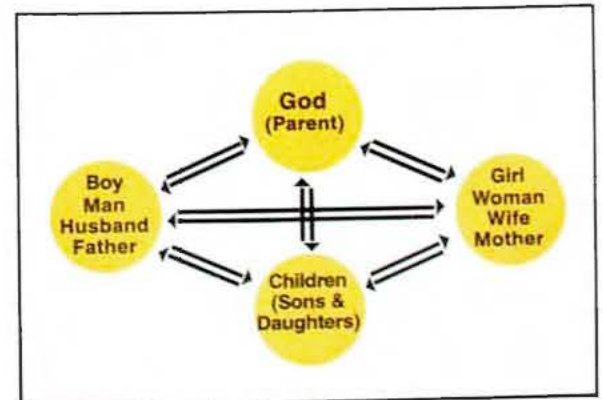 God
(Parent)
Boy
Man
Husband
Father
Girl
Woman
Wife
Mother
Children
(Sons &
Daughters)